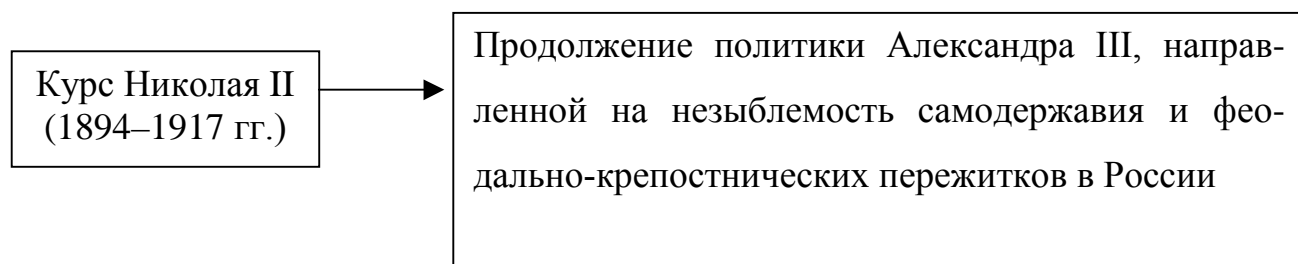 Курс Николая II
(1894–1917 гг.)
Продолжение политики Александра III, направ-
ленной на незыблемость самодержавия и фео-
дально-крепостнических пережитков в России